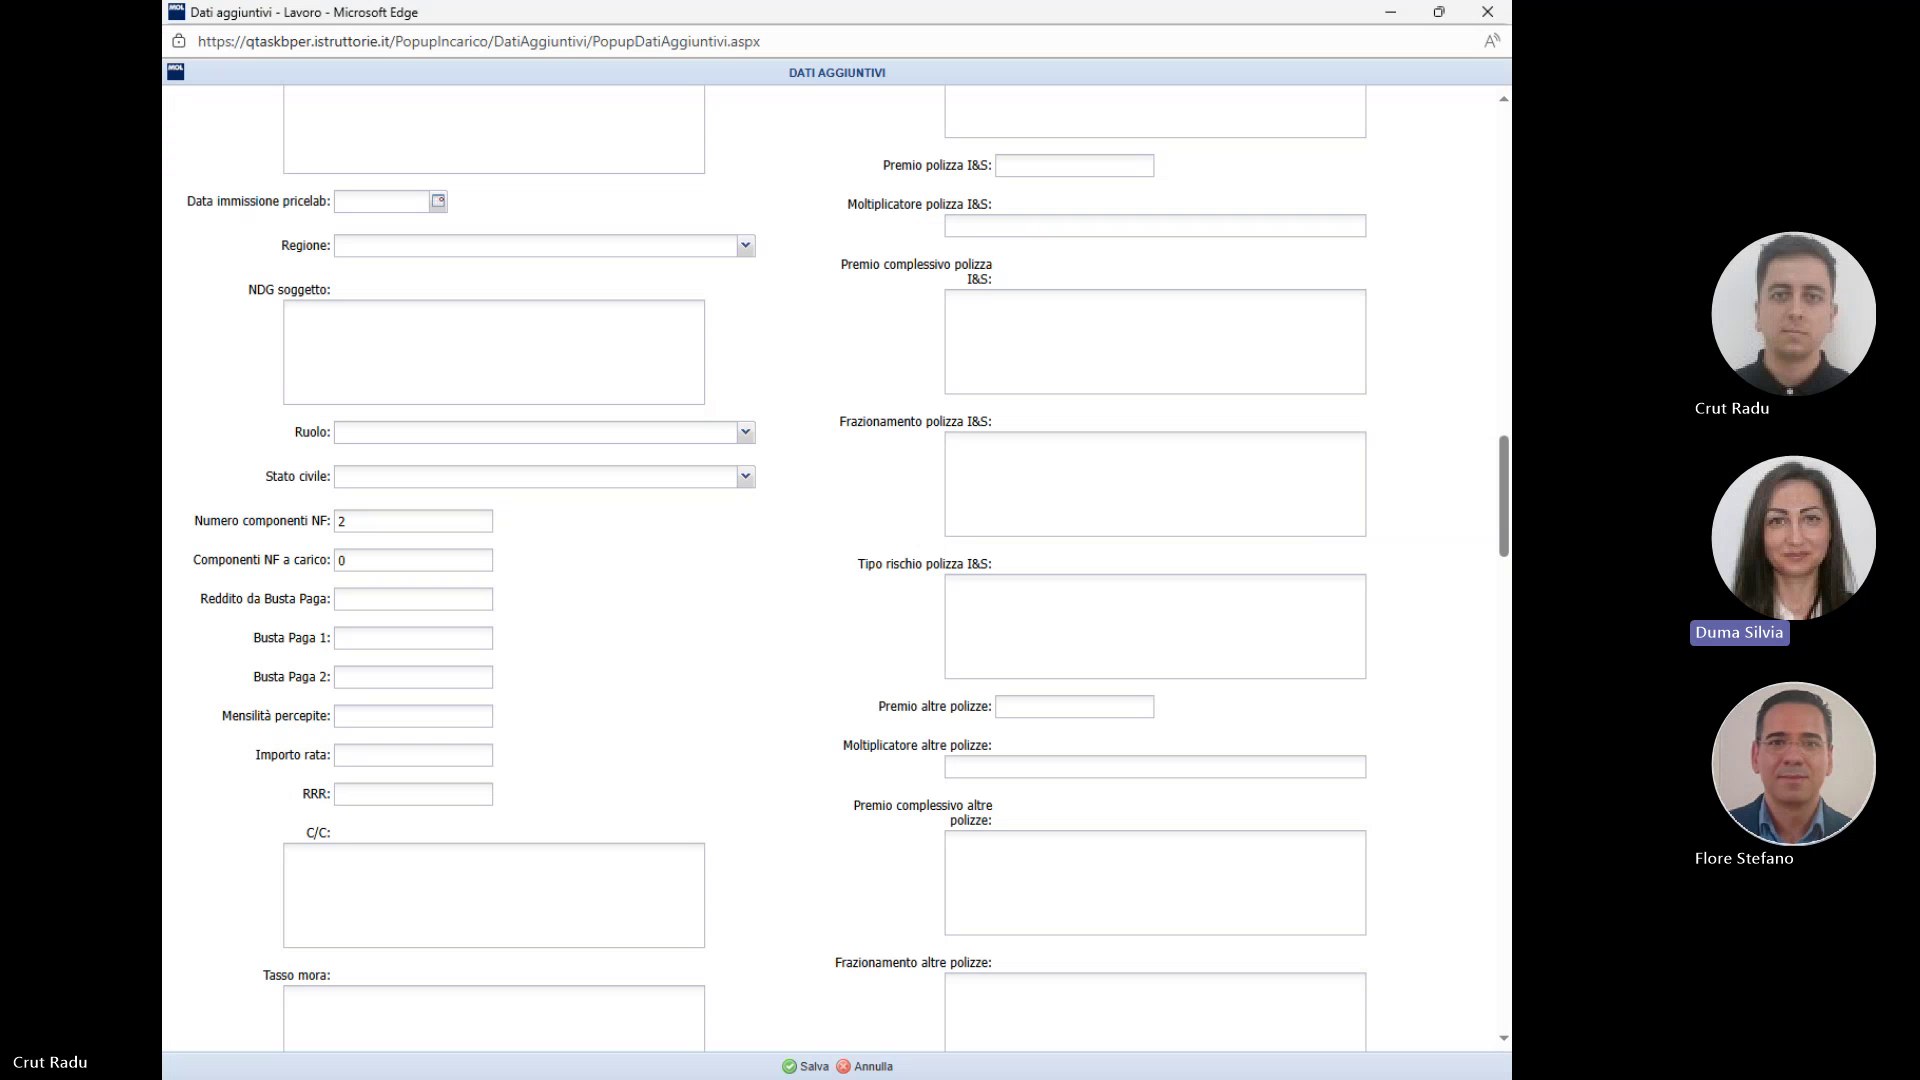 MOL Dati aggiuntivi - Lavoro - Microsoft Edge
https://qtaskbper.istruttorie.it/PopupIncarico/DatiAggiuntivi/PopupDatiAggiuntivi.aspx
MOL DATI AGGIUNTIVI
Data immissione pricelab:
Regione:
NDG soggetto:
Ruolo:
Stato civile:
Numero componenti NF: 2
Componenti NF a carico: 0
Reddito da Busta Paga:
Busta Paga 1:
Busta Paga 2:
Mensilità percepite:
Importo rata:
RRR:
C/C:
Tasso mora:
Premio polizza I&S:
Moltiplicatore polizza I&S:
Premio complessivo polizza
I&S:
Frazionamento polizza I&S:
Tipo rischio polizza I&S:
Premio altre polizze:
Moltiplicatore altre polizze:
Premio complessivo altre
polizze:
Frazionamento altre polizze:
Salva Annulla
Crut Radu
Duma Silvia
Flore Stefano
Crut Radu